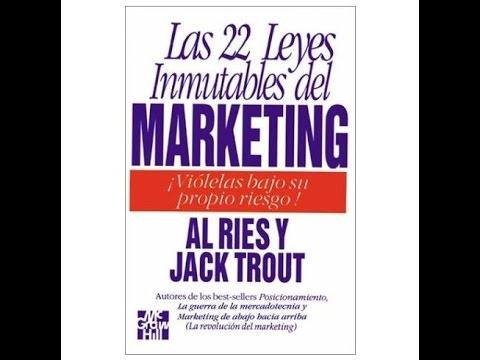 Las 22 Leyes
Inmutables del
MARKETING
¡Viólelas bajo su
propio riesgo!
AL RIES Y
JACK TROUT
Autores de los best-sellers Posicionamiento,
La guerra de la mercadotecnia y
Marketing de abajo hacia arriba
(La revolución del marketing)
Mc
Graw
Hill